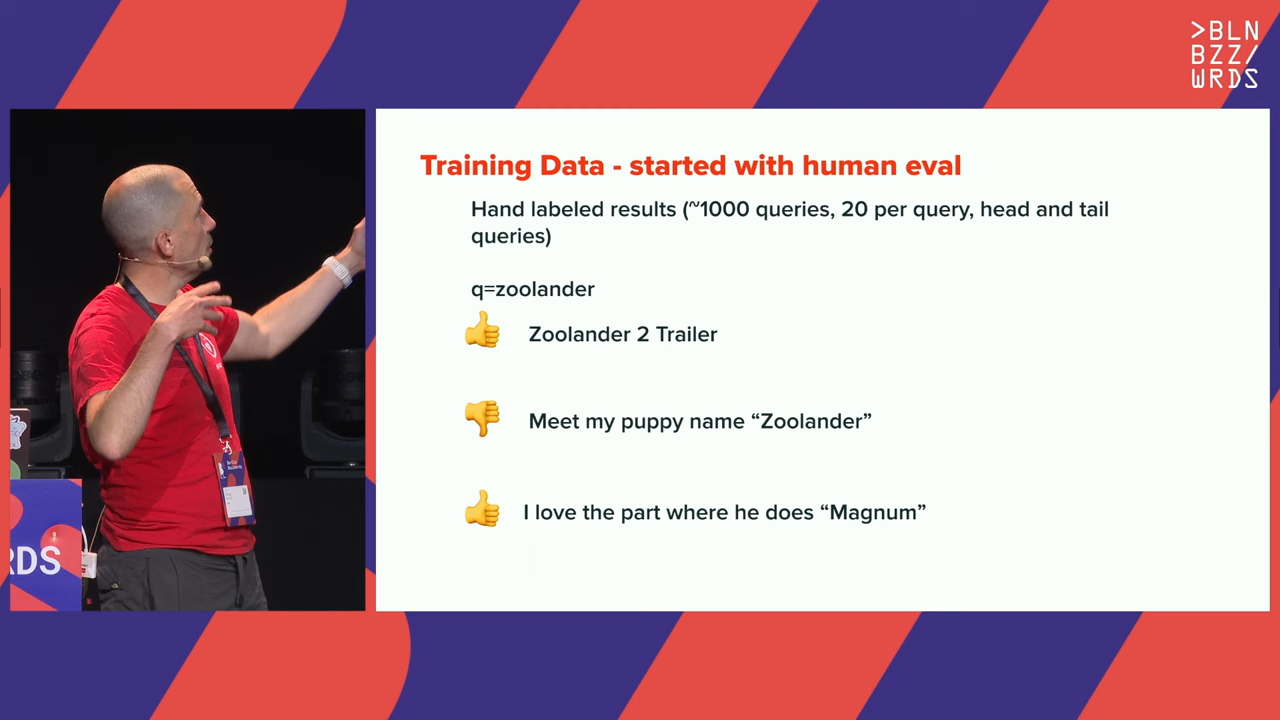 >BLN
BZZ/
WRDS
Training Data - started with human eval
Hand labeled results (~1000 queries, 20 per query, head and tail
queries)
q=zoolander
Zoolander 2 Trailer
Meet my puppy name “Zoolander”
I love the part where he does “Magnum”
RDS